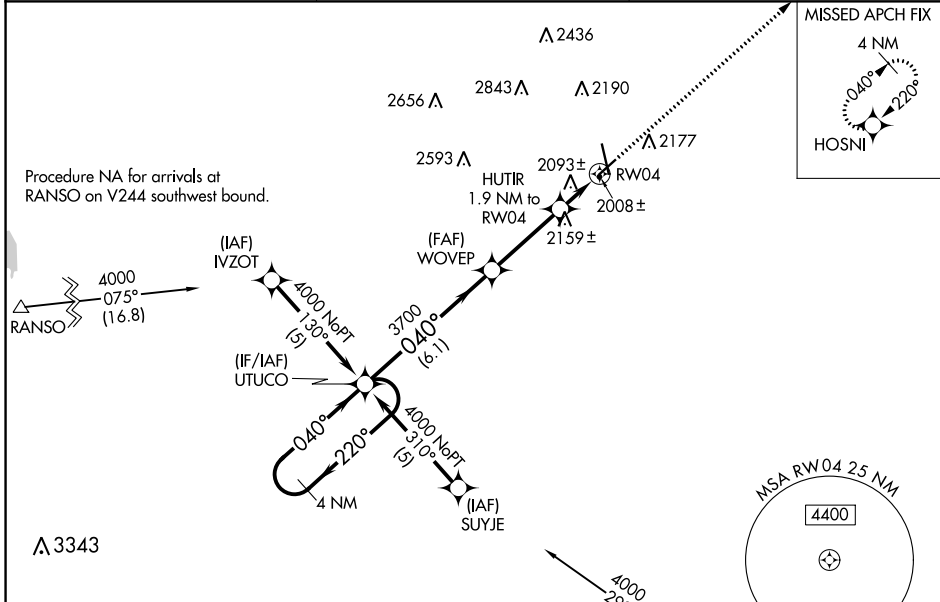 MISSED APCH FIX
4 NM
040°
220°
HOSNI
2436
2843
2190
2656
2177
2593
2093±
RW04
2008±
HUTIR
1.9 NM to
RW04
2159±
Procedure NA for arrivals at
RANSO on V244 southwest bound.
(FAF)
WOVEP
(IAF)
IVZOT
4000
075°
(16.8)
RANSO
4000 NoPT
130°
(5)
3700
040°
(6.1)
(IF/IAF)
UTUCO
040°
220°
4 NM
4000 NoPT
310°
(5)
(IAF)
SUYJE
3343
MSA RW04 25 NM
4400
4000